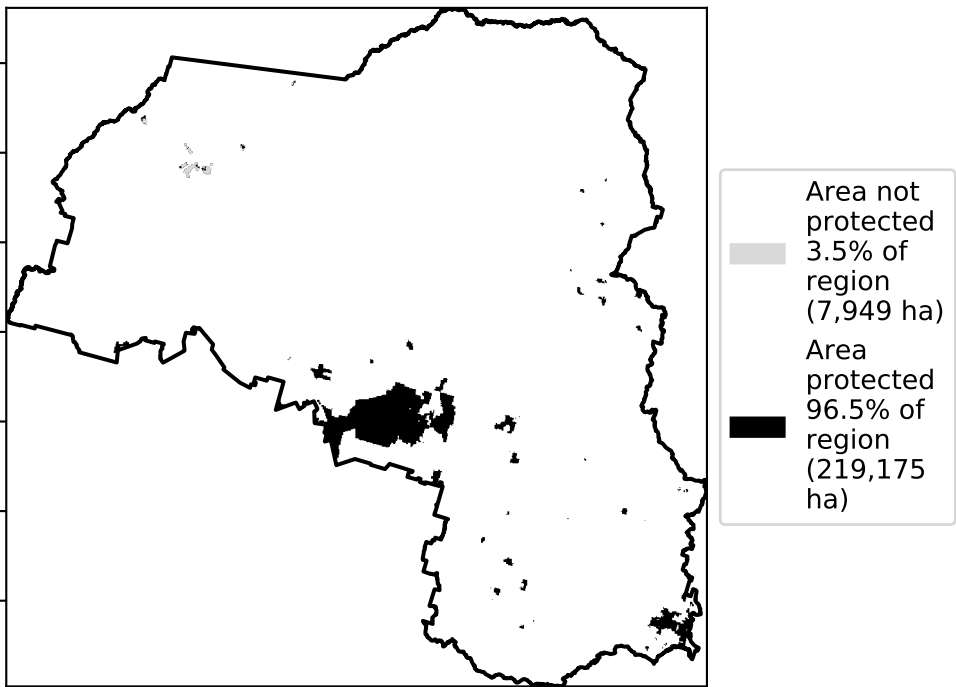 Area not
protected
3.5% of
region
(7,949 ha)
Area
protected
96.5% of
region
(219,175
ha)